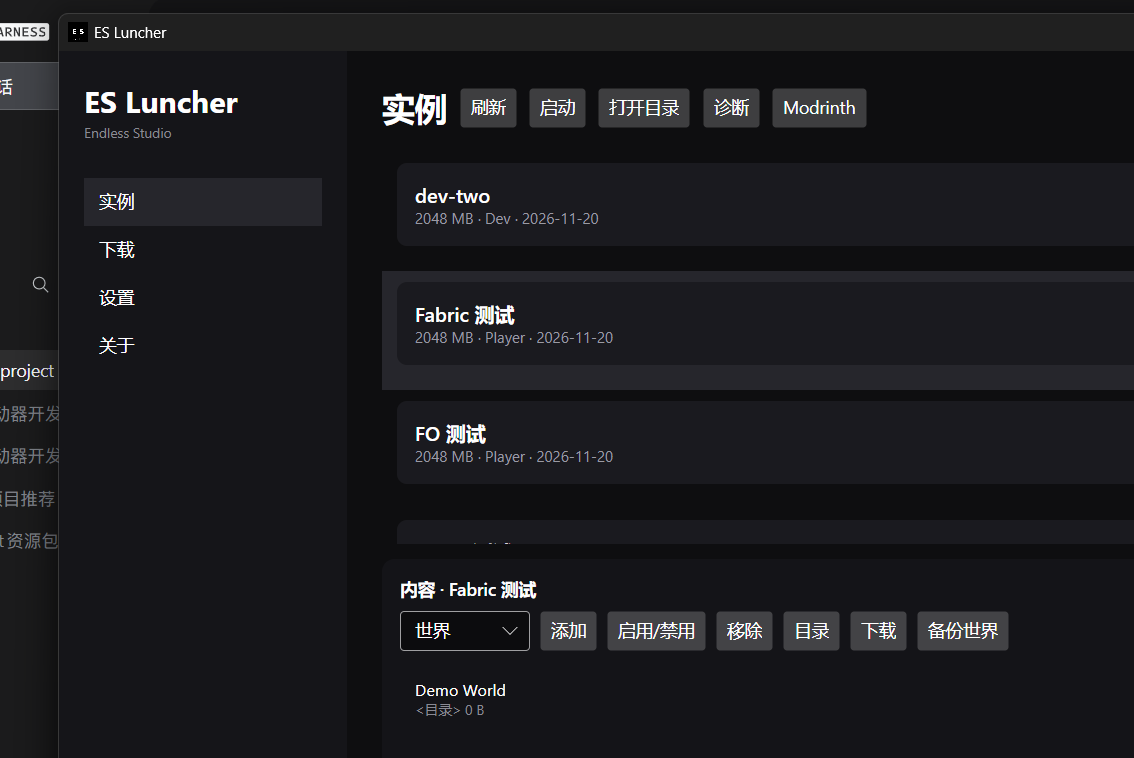 ARNESS
ES Luncher
话
ES Luncher
Endless Studio
实例
下载
设置
关于
project
动器开发
动器开发
项目推荐
t 资源包
实例 刷新 启动 打开目录 诊断 Modrinth
dev-two
2048 MB · Dev · 2026-11-20
Fabric 测试
2048 MB · Player · 2026-11-20
FO 测试
2048 MB · Player · 2026-11-20
内容 · Fabric 测试
世界 添加 启用/禁用 移除 目录 下载 备份世界
Demo World
<目录> 0 B